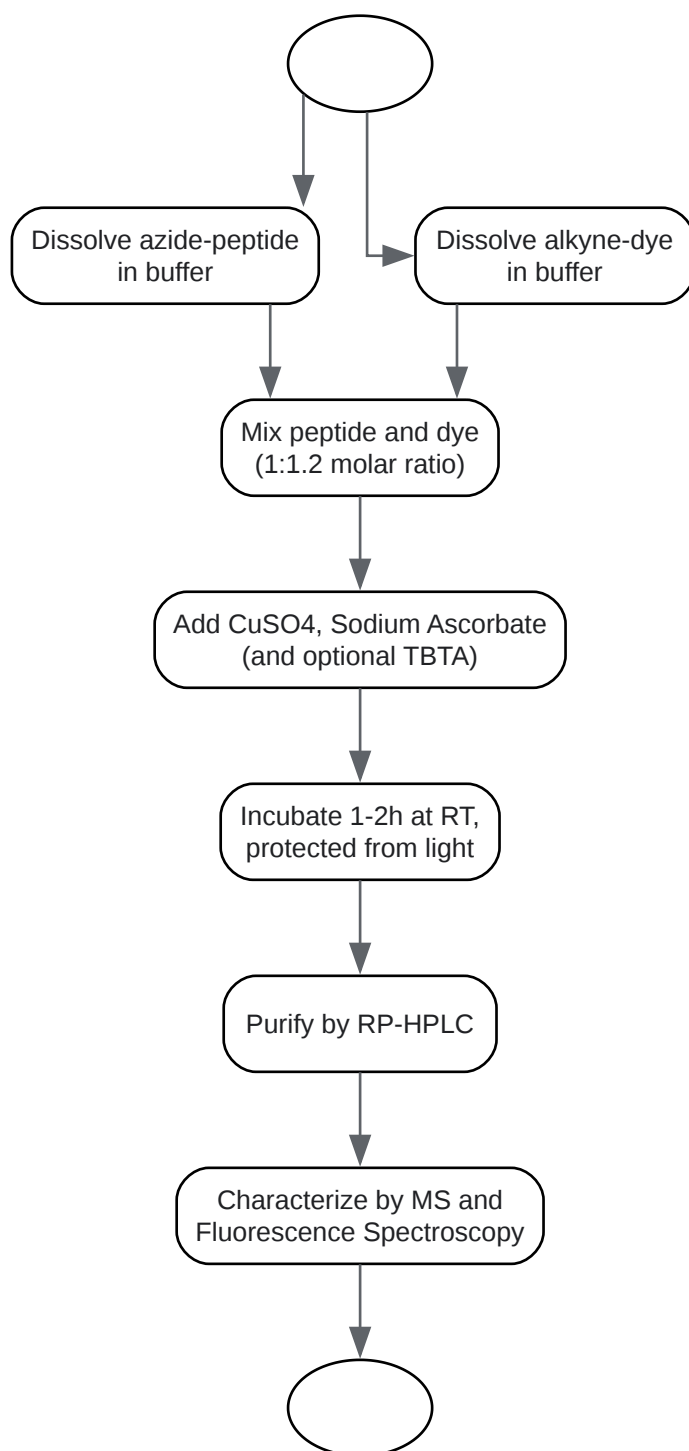 Dissolve azide-peptide
in buffer
Dissolve alkyne-dye
in buffer
Mix peptide and dye
(1:1.2 molar ratio)
Add CuSO4, Sodium Ascorbate
(and optional TBTA)
Incubate 1-2h at RT,
protected from light
Purify by RP-HPLC
Characterize by MS and
Fluorescence Spectroscopy